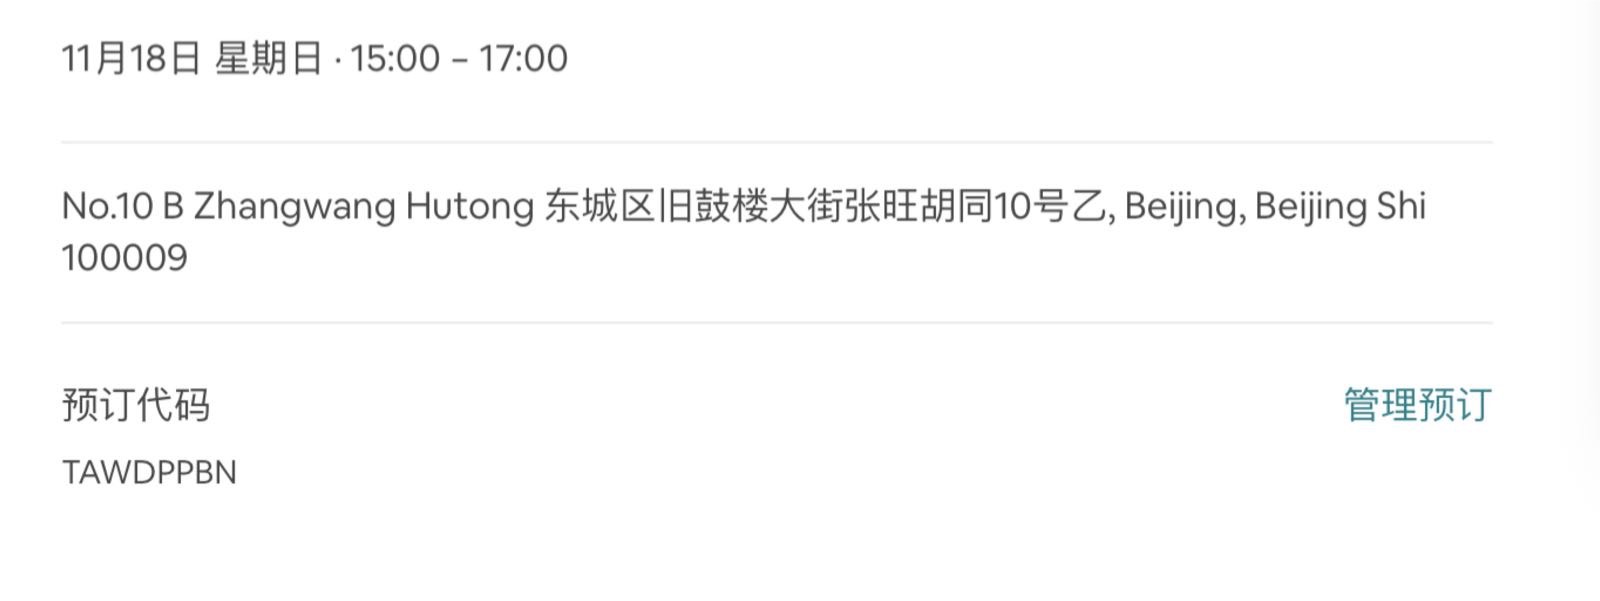 11月18日 星期日 · 15:00 – 17:00
No.10 B Zhangwang Hutong 东城区旧鼓楼大街张旺胡同10号乙, Beijing, Beijing Shi
100009
预订代码 管理预订
TAWDPPBN